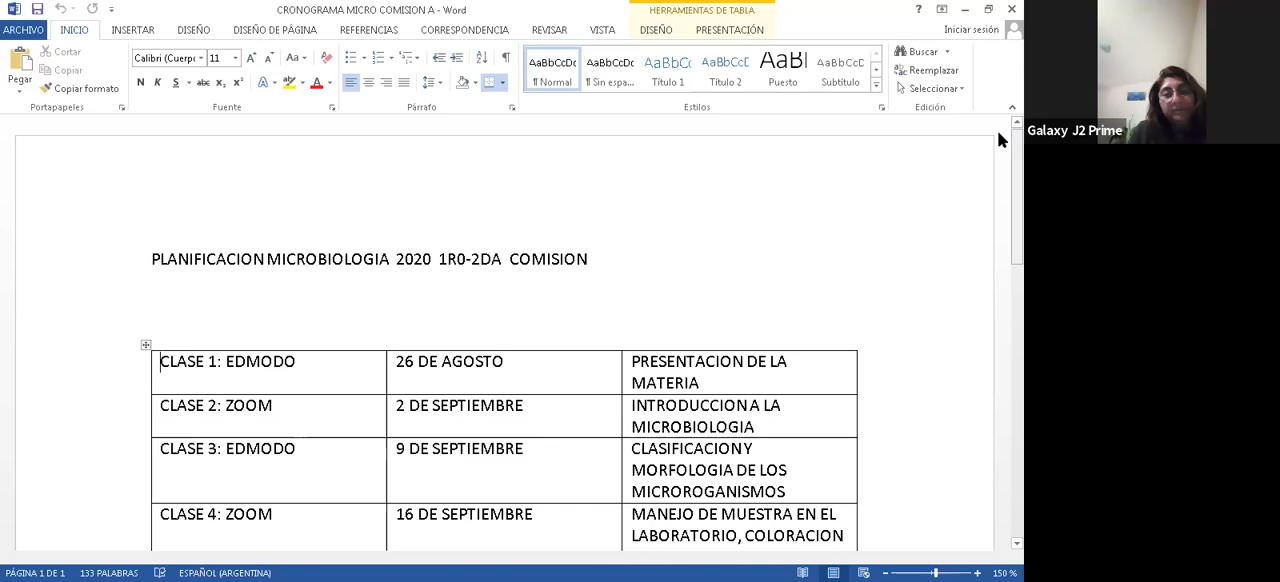 CRONOGRAMA MICRO COMISION A - Word
HERRAMIENTAS DE TABLA
?
ARCHIVO INICIO INSERTAR DISEÑO DISEÑO DE PÁGINA REFERENCIAS CORRESPONDENCIA REVISAR VISTA DISEÑO PRESENTACIÓN Iniciar sesión
Pegar
Cortar
Copiar
Copiar formato
Portapapeles
Calibri (Cuerpo 11
N K S abc x₂ x²
Fuente
Párrafo
AaBbCcDc
¶ Normal
AaBbCcDc
¶ Sin espa...
AaBbCc
Título 1
AaBbCcD
Título 2
AaBl
Puesto
AaBbCcD
Subtítulo
Estilos
Buscar
Reemplazar
Seleccionar
Edición
Galaxy J2 Prime
PLANIFICACION MICROBIOLOGIA 2020 1R0-2DA COMISION
CLASE 1: EDMODO 26 DE AGOSTO PRESENTACION DE LA
MATERIA
CLASE 2: ZOOM 2 DE SEPTIEMBRE INTRODUCCION A LA
MICROBIOLOGIA
CLASE 3: EDMODO 9 DE SEPTIEMBRE CLASIFICACION Y
MORFOLOGIA DE LOS
MICROROGANISMOS
CLASE 4: ZOOM 16 DE SEPTIEMBRE MANEJO DE MUESTRA EN EL
LABORATORIO, COLORACION
PÁGINA 1 DE 1 133 PALABRAS ESPAÑOL (ARGENTINA) 150 %